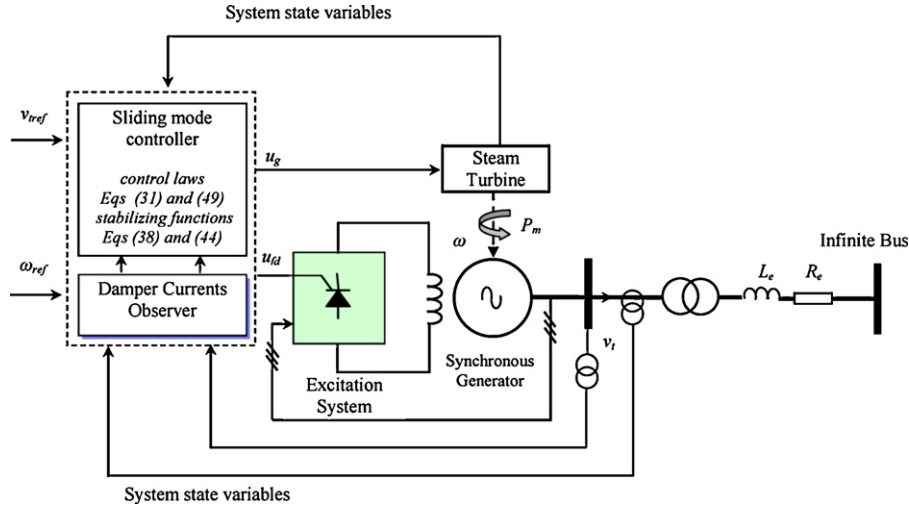 System state variables
v_tref
Sliding mode
controller
control laws
Eqs (31) and (49)
stabilizing functions
Eqs (38) and (44)
u_g
Steam
Turbine
ω
P_m
Infinite Bus
ω_ref
Damper Currents
Observer
u_fd
L_e
R_e
v_t
Synchronous
Generator
Excitation
System
System state variables